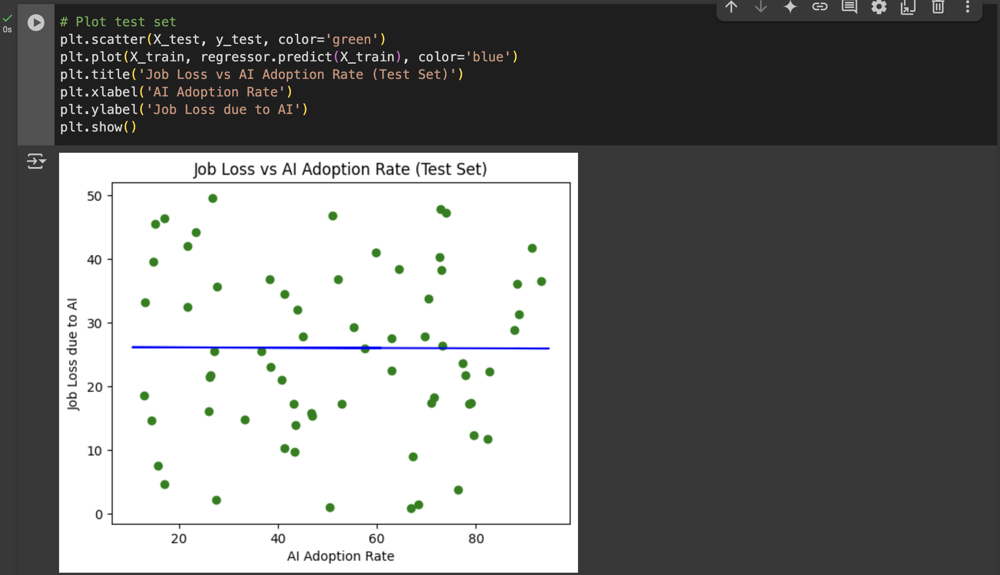 0s
# Plot test set
plt.scatter(X_test, y_test, color='green')
plt.plot(X_train, regressor.predict(X_train), color='blue')
plt.title('Job Loss vs AI Adoption Rate (Test Set)')
plt.xlabel('AI Adoption Rate')
plt.ylabel('Job Loss due to AI')
plt.show()
Job Loss vs AI Adoption Rate (Test Set)
Job Loss due to AI
50
40
30
20
10
0
20 40 60 80
AI Adoption Rate